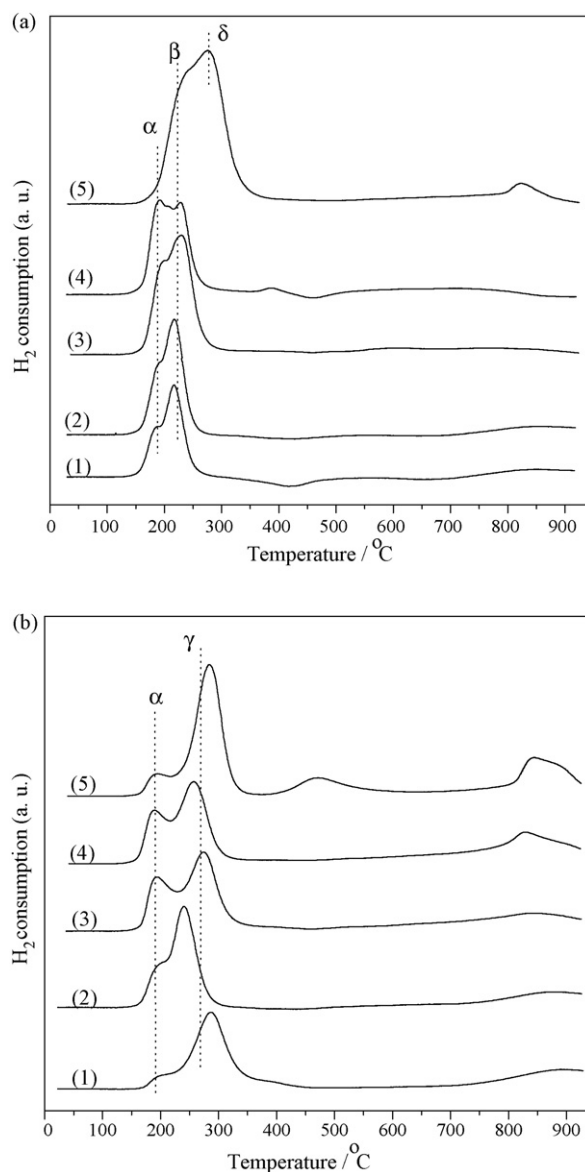 (a)
δ
β
α
(5)
(4)
(3)
(2)
(1)
H2 consumption (a. u.)
0 100 200 300 400 500 600 700 800 900
Temperature / °C
(b)
γ
α
(5)
(4)
(3)
(2)
(1)
H2 consumption (a. u.)
0 100 200 300 400 500 600 700 800 900
Temperature / °C